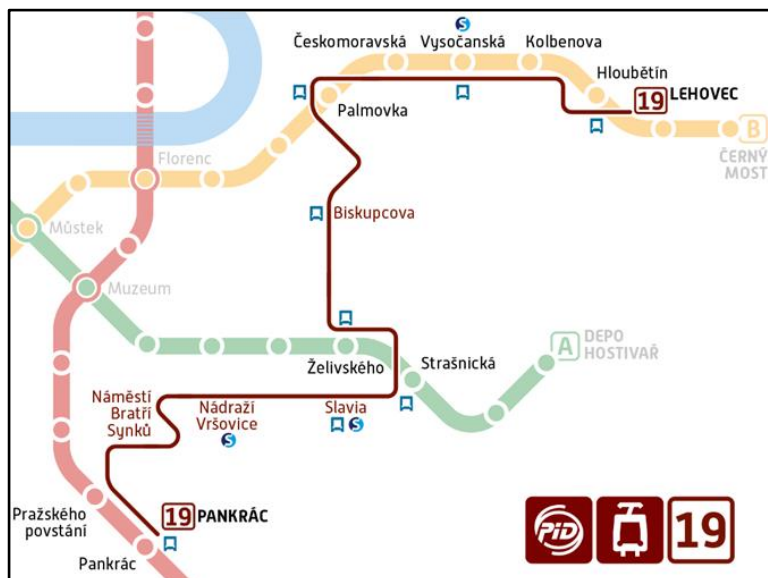 S
Českomoravská Vysočanská Kolbenova
Hloubětín
19 LEHOVEC
Palmovka
B
ČERNÝ
MOST
Florenc
Biskupcova
Můstek
Muzeum
A DEPO
HOSTIVAŘ
Želivského
Strašnická
Náměstí
Bratří
Synků
Nádraží
Vršovice
S
Slavia
S
19 PANKRÁC
Pražského
povstání
Pankrác
PID
19